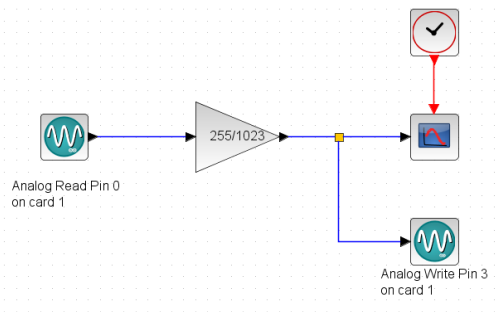 255/1023
Analog Read Pin 0
on card 1
Analog Write Pin 3
on card 1